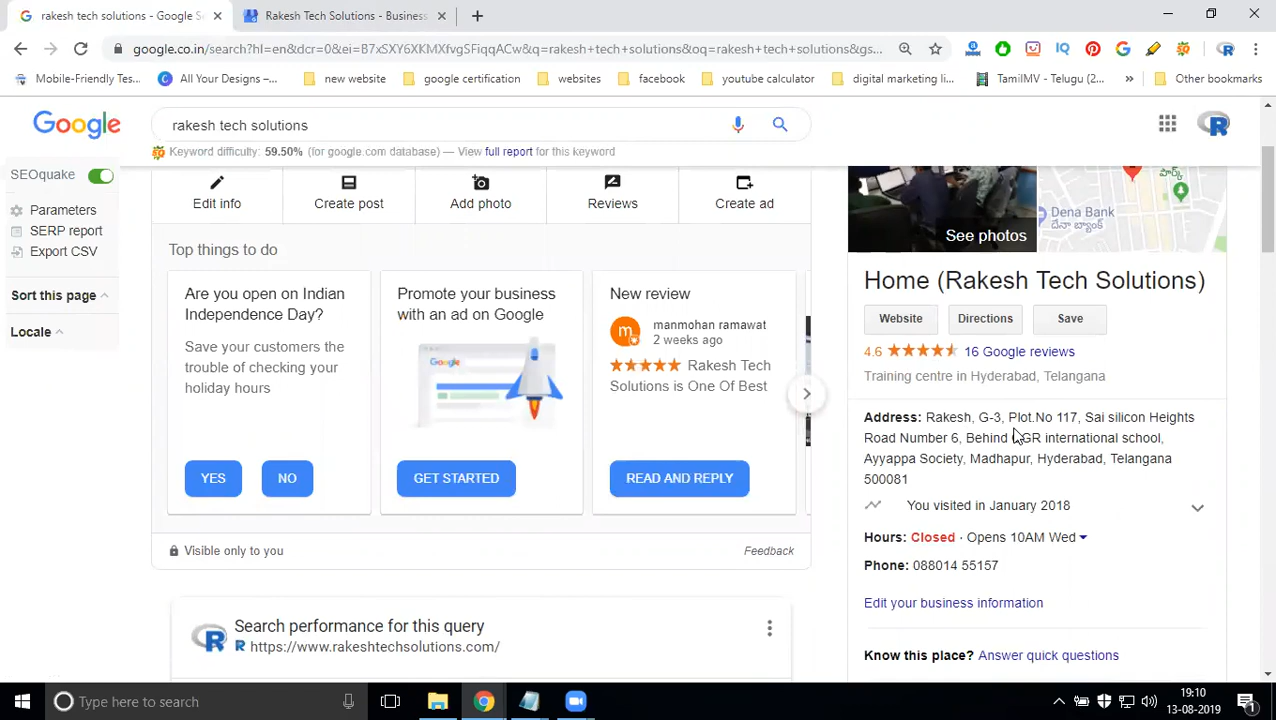 rakesh tech solutions - Google S
Rakesh Tech Solutions - Business
google.co.in/search?hl=en&dcr=0&ei=B7xSXY6XKMXfvgSFiqqACw&q=rakesh+tech+solutions&oq=rakesh+tech+solutions&gs...
Mobile-Friendly Tes...
All Your Designs –...
new website
google certification
websites
facebook
youtube calculator
digital marketing li...
TamilMV - Telugu (2...
Other bookmarks
Google
rakesh tech solutions
Keyword difficulty: 59.50% (for google.com database) — View full report for this keyword
SEOquake
Parameters
SERP report
Export CSV
Sort this page
Locale
Edit info
Create post
Add photo
Reviews
Create ad
Top things to do
Are you open on Indian
Independence Day?
Save your customers the
trouble of checking your
holiday hours
YES
NO
Promote your business
with an ad on Google
Google
GET STARTED
New review
m
manmohan ramawat
2 weeks ago
Rakesh Tech
Solutions is One Of Best
READ AND REPLY
Visible only to you
Feedback
Search performance for this query
https://www.rakeshtechsolutions.com/
See photos
పార్క్
Dena Bank
దేనా బ్యాంక్
Home (Rakesh Tech Solutions)
Website
Directions
Save
4.6
16 Google reviews
Training centre in Hyderabad, Telangana
Address: Rakesh, G-3, Plot.No 117, Sai silicon Heights
Road Number 6, Behind GR international school,
Ayyappa Society, Madhapur, Hyderabad, Telangana
500081
You visited in January 2018
Hours: Closed · Opens 10AM Wed
Phone: 088014 55157
Edit your business information
Know this place? Answer quick questions
Type here to search
19:10
13-08-2019
1